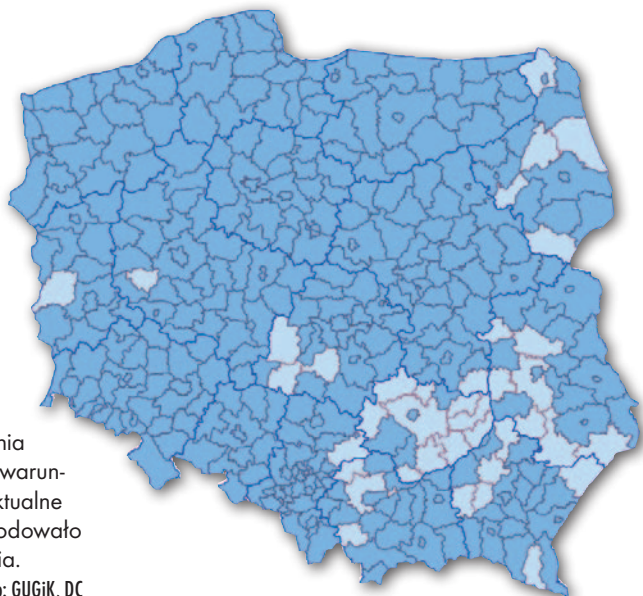 nia
warun-
ktualne
odowało
ia.
: GUGiK, DC